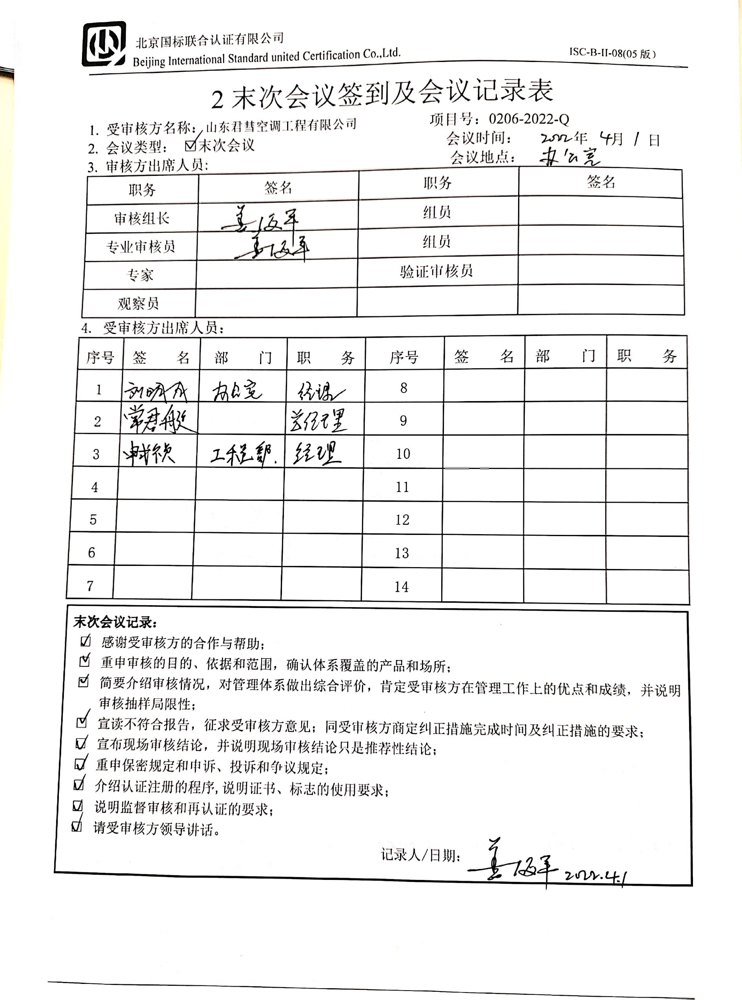 北京国标联合认证有限公司
Beijing International Standard united Certification Co.,Ltd.
ISC-B-II-08(05 版)
2 末次会议签到及会议记录表
1. 受审核方名称: 山东君彗空调工程有限公司 项目号: 0206-2022-Q
2. 会议类型: ☑末次会议 会议时间: 2022年 4月 1 日
3. 审核方出席人员: 会议地点: 办公室
职务 签名 职务 签名
审核组长 姜海军 组员
专业审核员 姜海军 组员
专家 验证审核员
观察员
4. 受审核方出席人员:
序号 签 名 部 门 职 务 序号 签 名 部 门 职 务
1 办公室 经理 8
2 常君艇 总经理 9
3 工程部. 经理 10
4 11
5 12
6 13
7 14
末次会议记录:
☑ 感谢受审核方的合作与帮助;
☑ 重申审核的目的、依据和范围，确认体系覆盖的产品和场所;
☑ 简要介绍审核情况，对管理体系做出综合评价，肯定受审核方在管理工作上的优点和成绩，并说明
审核抽样局限性;
☑ 宣读不符合报告，征求受审核方意见; 同受审核方商定纠正措施完成时间及纠正措施的要求;
☑ 宣布现场审核结论，并说明现场审核结论只是推荐性结论;
☑ 重申保密规定和申诉、投诉和争议规定;
☑ 介绍认证注册的程序,说明证书、标志的使用要求;
☑ 说明监督审核和再认证的要求;
☑ 请受审核方领导讲话。
记录人/日期: 姜海军 2022.4.1